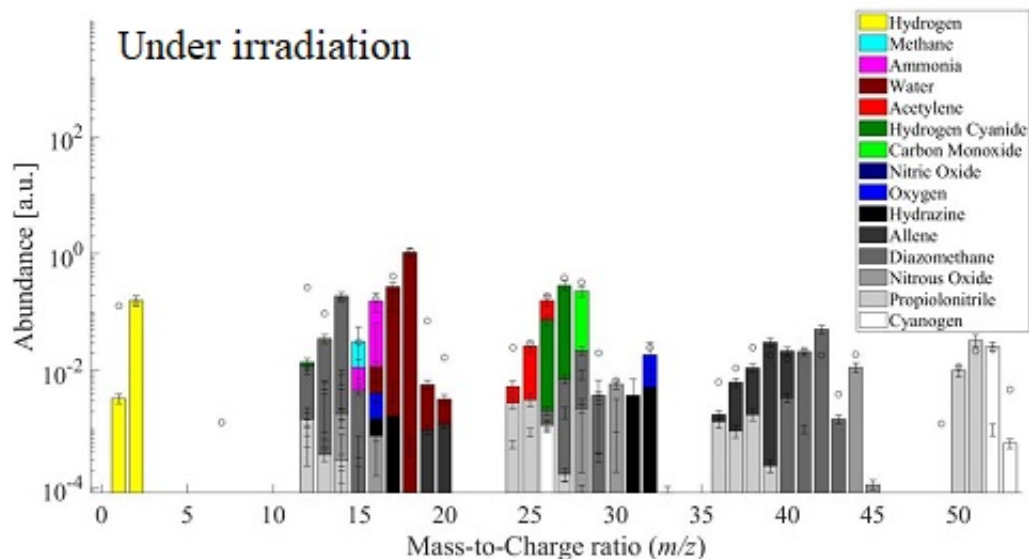 Under irradiation
Hydrogen
Methane
Ammonia
Water
Acetylene
Hydrogen Cyanide
Carbon Monoxide
Nitric Oxide
Oxygen
Hydrazine
Allene
Diazomethane
Nitrous Oxide
Propiolonitrile
Cyanogen
Abundance [a.u.]
10^2
10^0
10^-2
10^-4
0 5 10 15 20 25 30 35 40 45 50
Mass-to-Charge ratio (m/z)